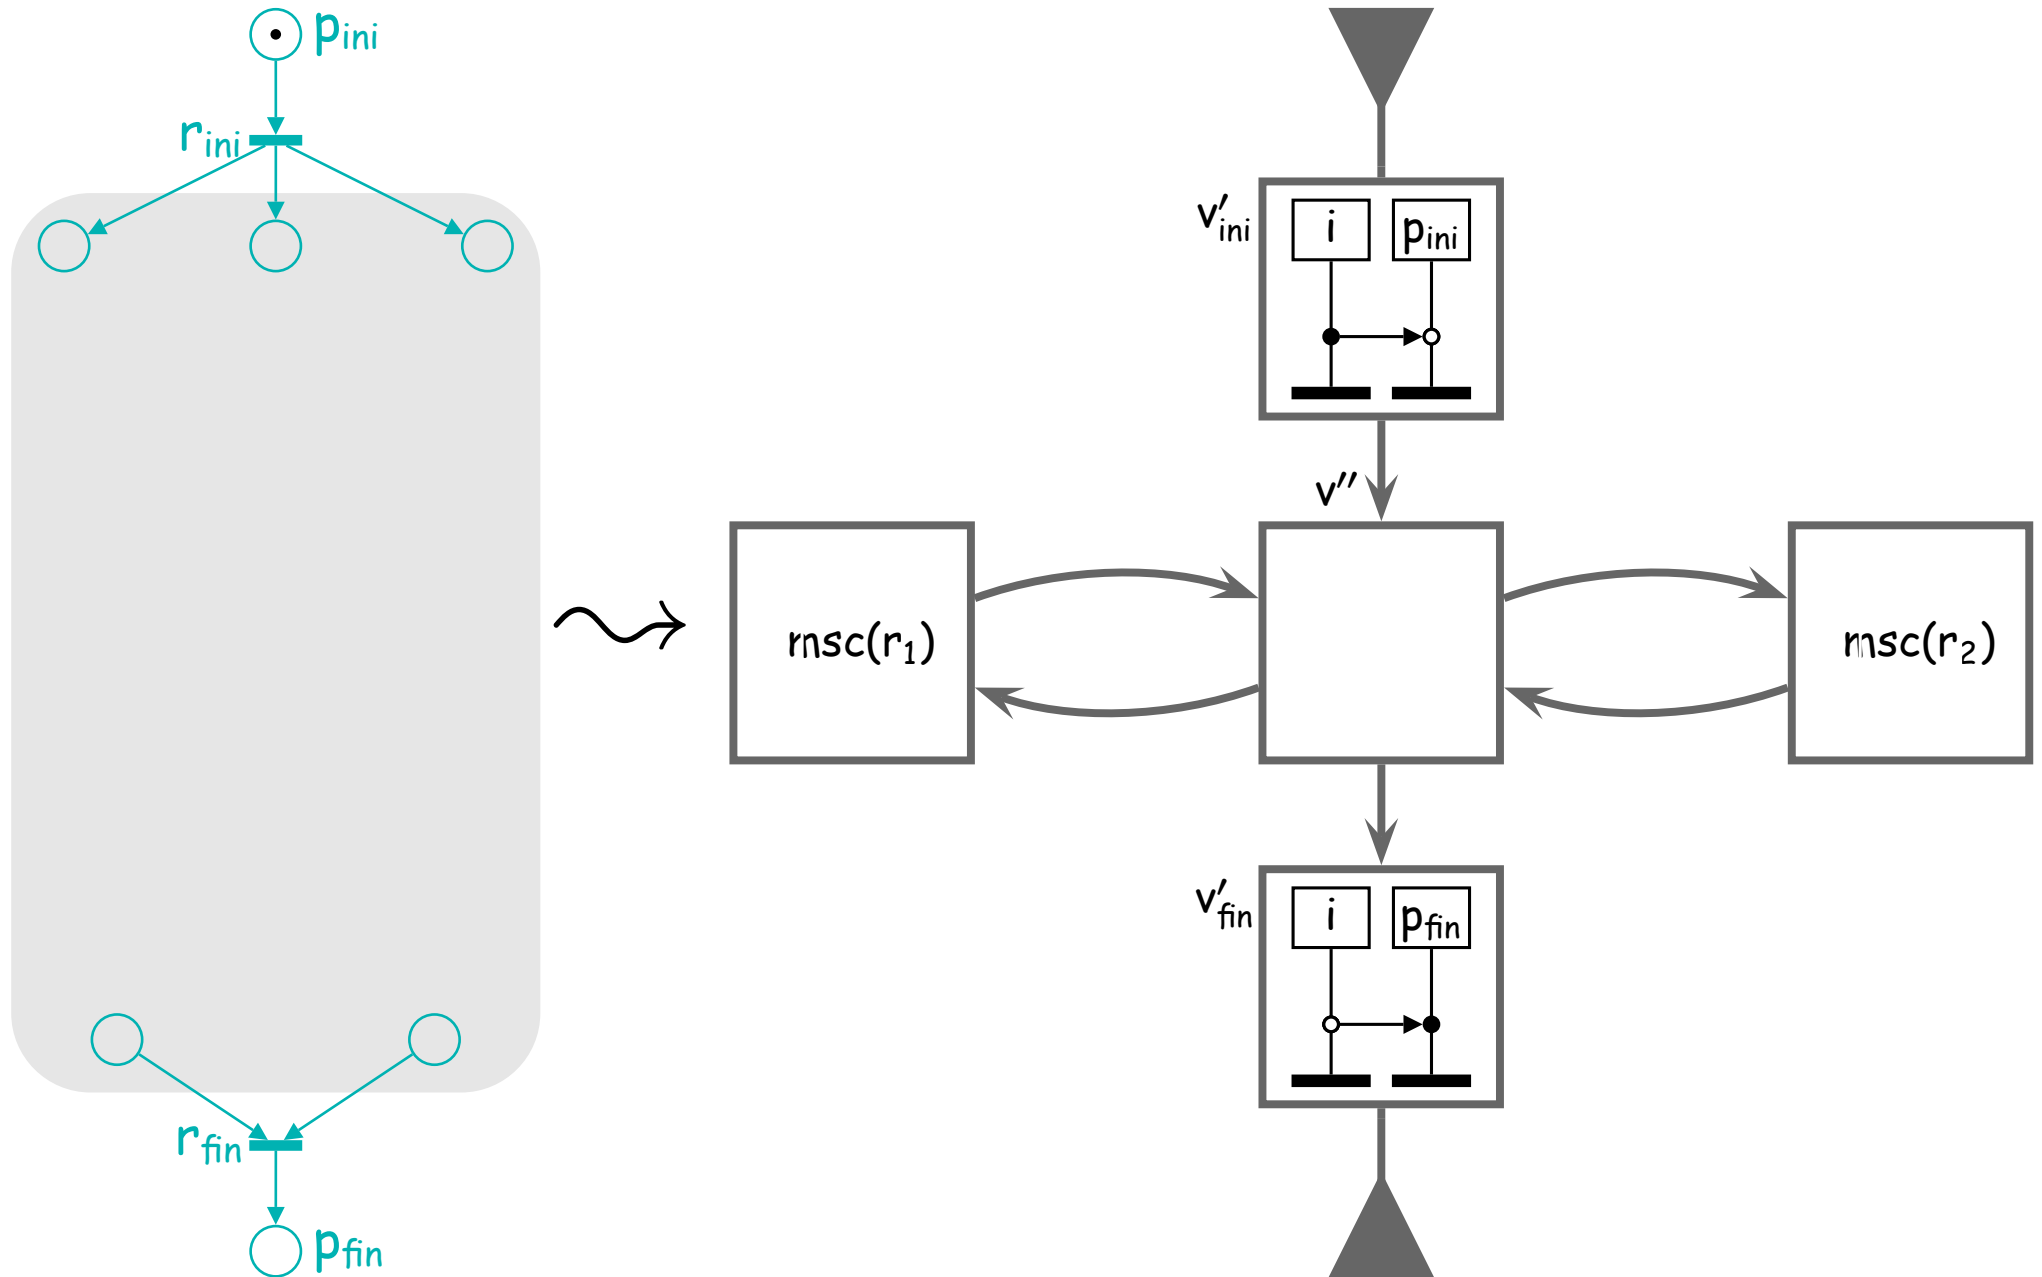 p_ini
r_ini
r_fin
p_fin
v′_ini
i
p_ini
v″
msc(r_1)
msc(r_2)
v′_fin
i
p_fin